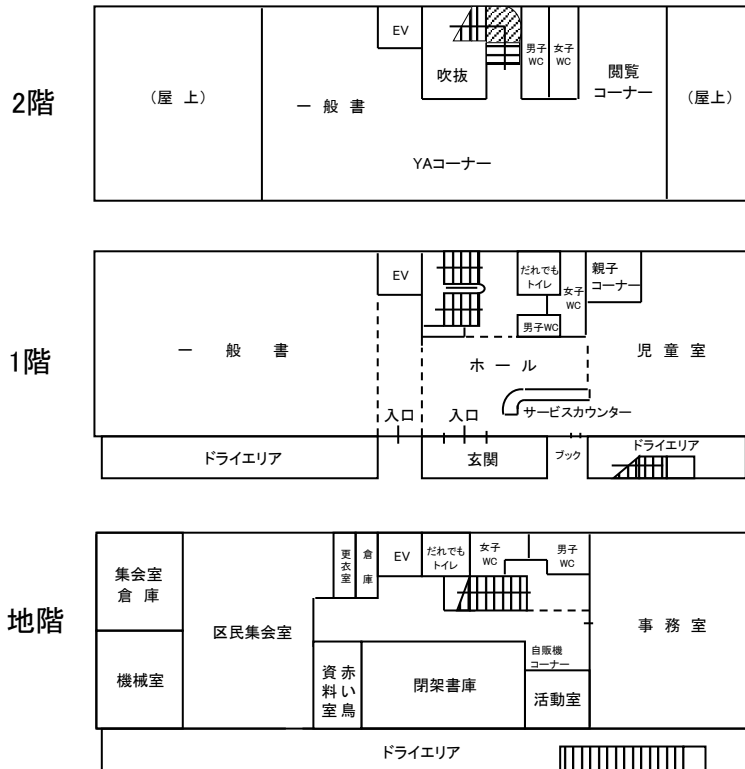 2階
（屋 上）
一 般 書
EV
吹抜
男子
WC
女子
WC
閲覧
コーナー
（屋上）
YAコーナー
1階
一 般 書
EV
だれでも
トイレ
女子
WC
男子WC
親子
コーナー
児 童 室
ホ ー ル
サービスカウンター
入口
入口
ドライエリア
玄関
ブック
ドライエリア
地階
集会室
倉 庫
機械室
区民集会室
更衣室
倉庫
EV
だれでも
トイレ
女子
WC
男子
WC
事 務 室
赤い鳥
資料室
閉架書庫
自販機
コーナー
活動室
ドライエリア